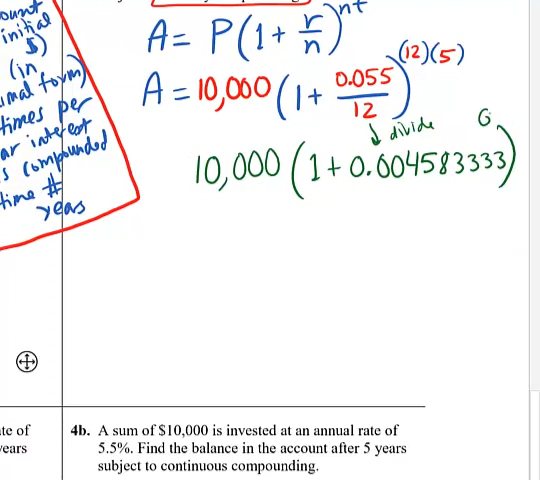 ount
initial
$)
(in
mal form)
times per
ar interest
s compounded
time #
years
A = P(1 + r/n)^nt
A = 10,000 (1 + 0.055/12)^(12)(5)
↓ divide 6
10,000 (1 + 0.004583333)
te of
years
4b. A sum of $10,000 is invested at an annual rate of
5.5%. Find the balance in the account after 5 years
subject to continuous compounding.